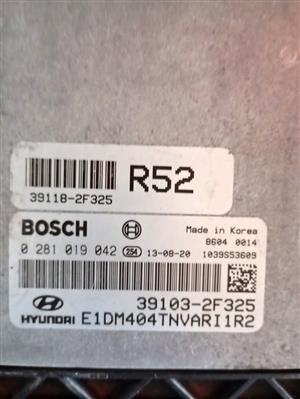 R52
39118-2F325
BOSCH
Made in Korea
8604 0014
0 281 019 042 254 13-08-20 1039S53609
39103-2F325
HYUNDAI E1DM404TNVARI1R2